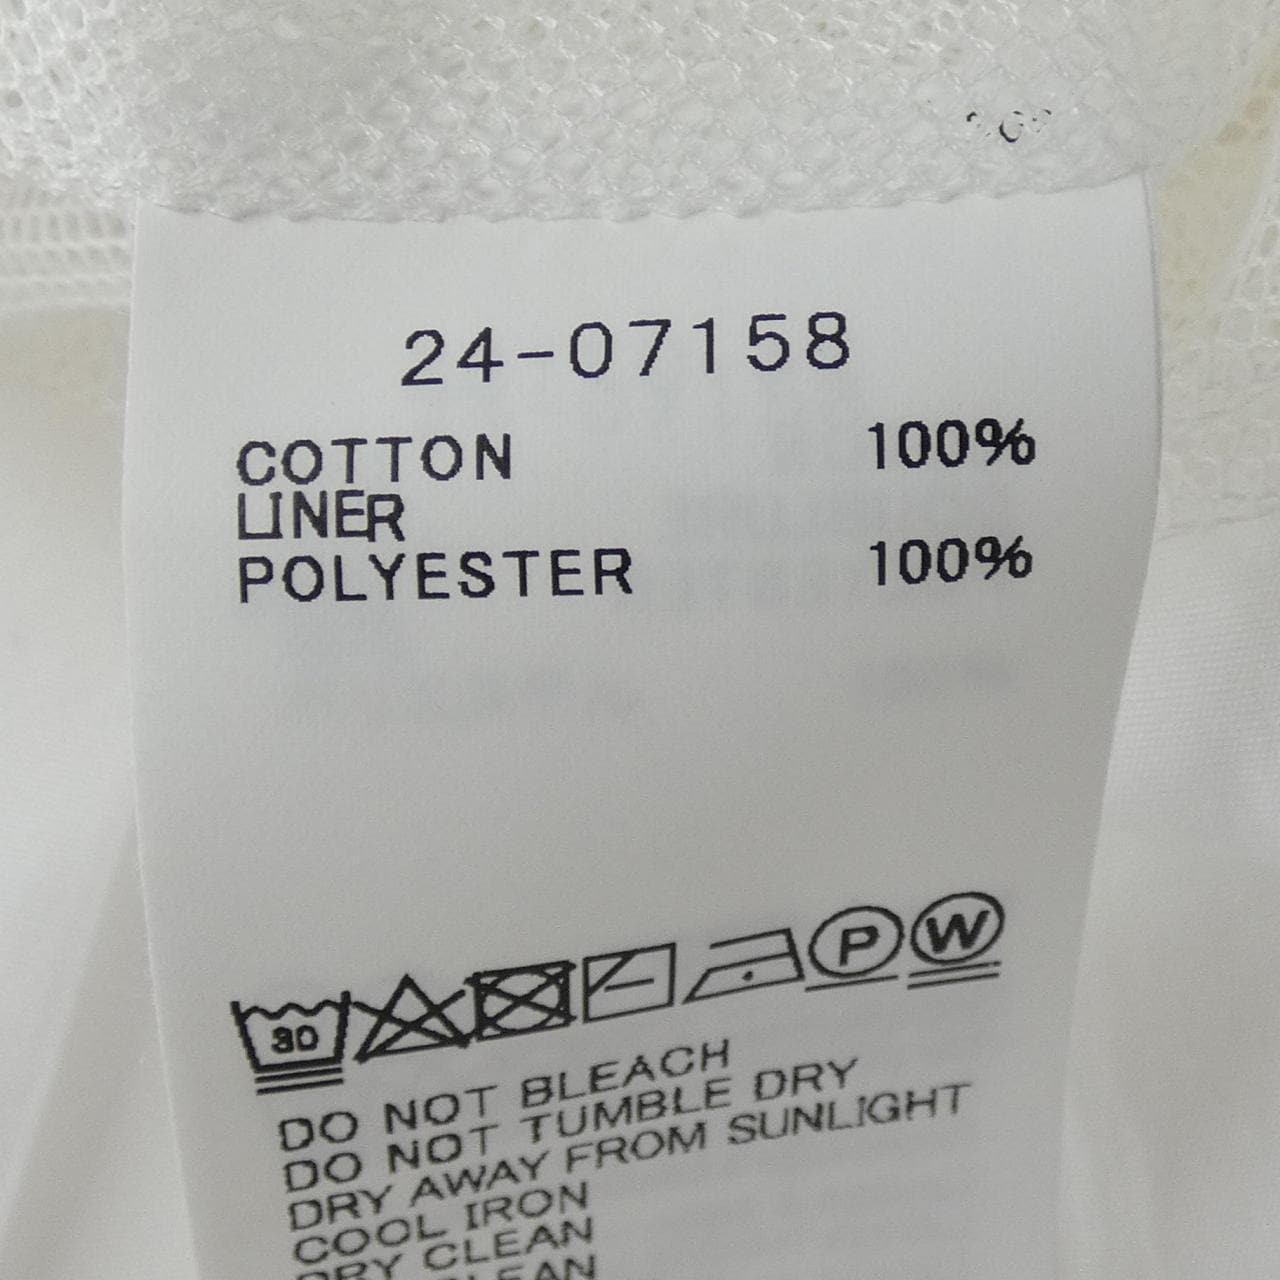 24-07158
COTTON 100%
LINER
POLYESTER 100%
30 P W
DO NOT BLEACH
DO NOT TUMBLE DRY
DRY AWAY FROM SUNLIGHT
COOL IRON
DRY CLEAN
CLEAN